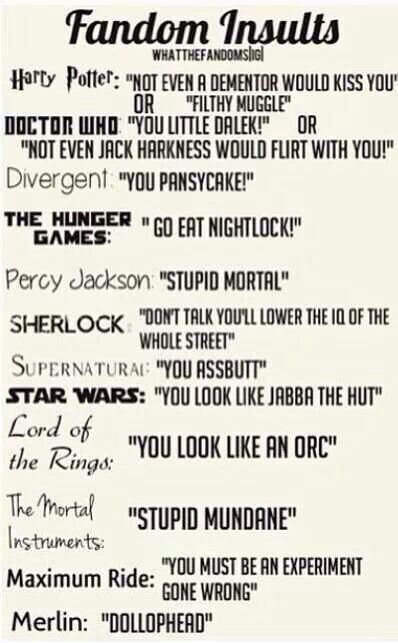 Fandom Insults
WHATTHEFANDOMS|IG|
Harry Potter: "NOT EVEN A DEMENTOR WOULD KISS YOU"
OR "FILTHY MUGGLE"
DOCTOR WHO: "YOU LITTLE DALEK!" OR
"NOT EVEN JACK HARKNESS WOULD FLIRT WITH YOU!"
Divergent: "YOU PANSYCAKE!"
THE HUNGER GAMES: "GO EAT NIGHTLOCK!"
Percy Jackson: "STUPID MORTAL"
SHERLOCK: "DON'T TALK YOU'LL LOWER THE IQ OF THE
WHOLE STREET"
SUPERNATURAL: "YOU ASSBUTT"
STAR WARS: "YOU LOOK LIKE JABBA THE HUT"
Lord of
the Rings: "YOU LOOK LIKE AN ORC"
The Mortal
Instruments: "STUPID MUNDANE"
Maximum Ride: "YOU MUST BE AN EXPERIMENT
GONE WRONG"
Merlin: "DOLLOPHEAD"